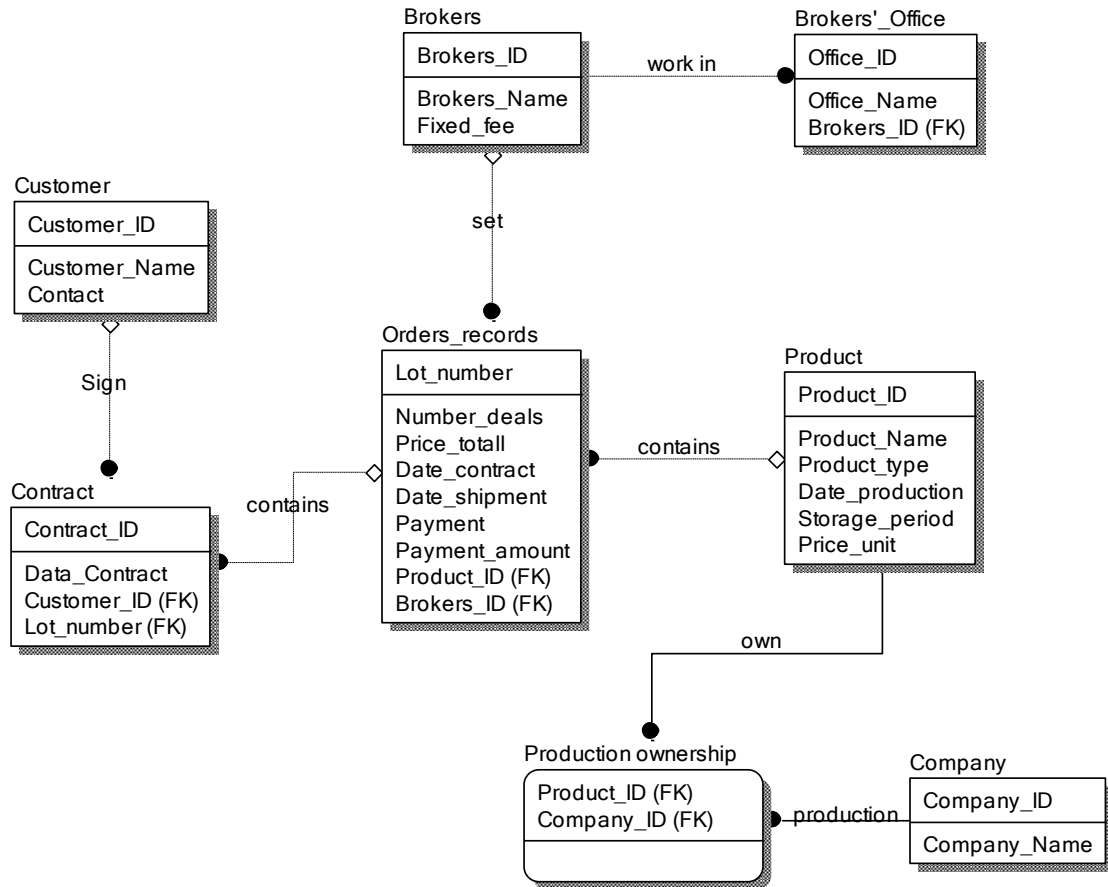 Brokers
Brokers_ID
Brokers_Name
Fixed_fee
work in
Brokers'_Office
Office_ID
Office_Name
Brokers_ID (FK)
set
Customer
Customer_ID
Customer_Name
Contact
Sign
Contract
Contract_ID
Data_Contract
Customer_ID (FK)
Lot_number (FK)
contains
Orders_records
Lot_number
Number_deals
Price_totall
Date_contract
Date_shipment
Payment
Payment_amount
Product_ID (FK)
Brokers_ID (FK)
contains
Product
Product_ID
Product_Name
Product_type
Date_production
Storage_period
Price_unit
own
Production ownership
Product_ID (FK)
Company_ID (FK)
production
Company
Company_ID
Company_Name